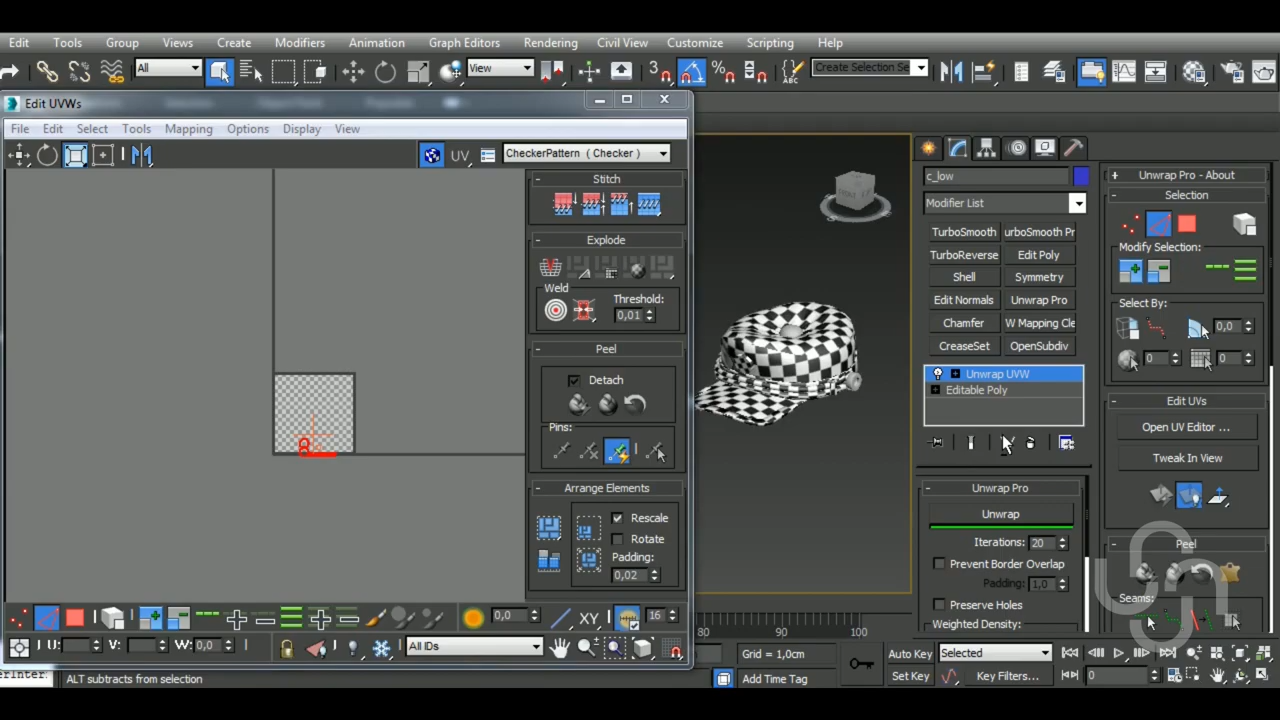 Edit Tools Group Views Create Modifiers Animation Graph Editors Rendering Civil View Customize Scripting Help
All View 3 % ABC Create Selection Se
Edit UVWs
File Edit Select Tools Mapping Options Display View
UV CheckerPattern ( Checker )
Stitch
Explode
Weld
Threshold:
0,01
Peel
Detach
Pins:
Arrange Elements
Rescale
Rotate
Padding:
0,02
0,0 XY 16
U: V: W: 0,0 All IDs
ALT subtracts from selection
80 90 100
Grid = 1,0cm
Add Time Tag
Auto Key Selected
Set Key Key Filters... 0
c_low
Modifier List
TurboSmooth urboSmooth Pr
TurboReverse Edit Poly
Shell Symmetry
Edit Normals Unwrap Pro
Chamfer W Mapping Cle
CreaseSet OpenSubdiv
Unwrap UVW
Editable Poly
Unwrap Pro
Unwrap
Iterations: 20
Prevent Border Overlap
Padding: 1,0
Preserve Holes
Weighted Density:
Unwrap Pro - About
Selection
Modify Selection:
Select By:
0,0
0 0
Edit UVs
Open UV Editor ...
Tweak In View
Peel
Seams: